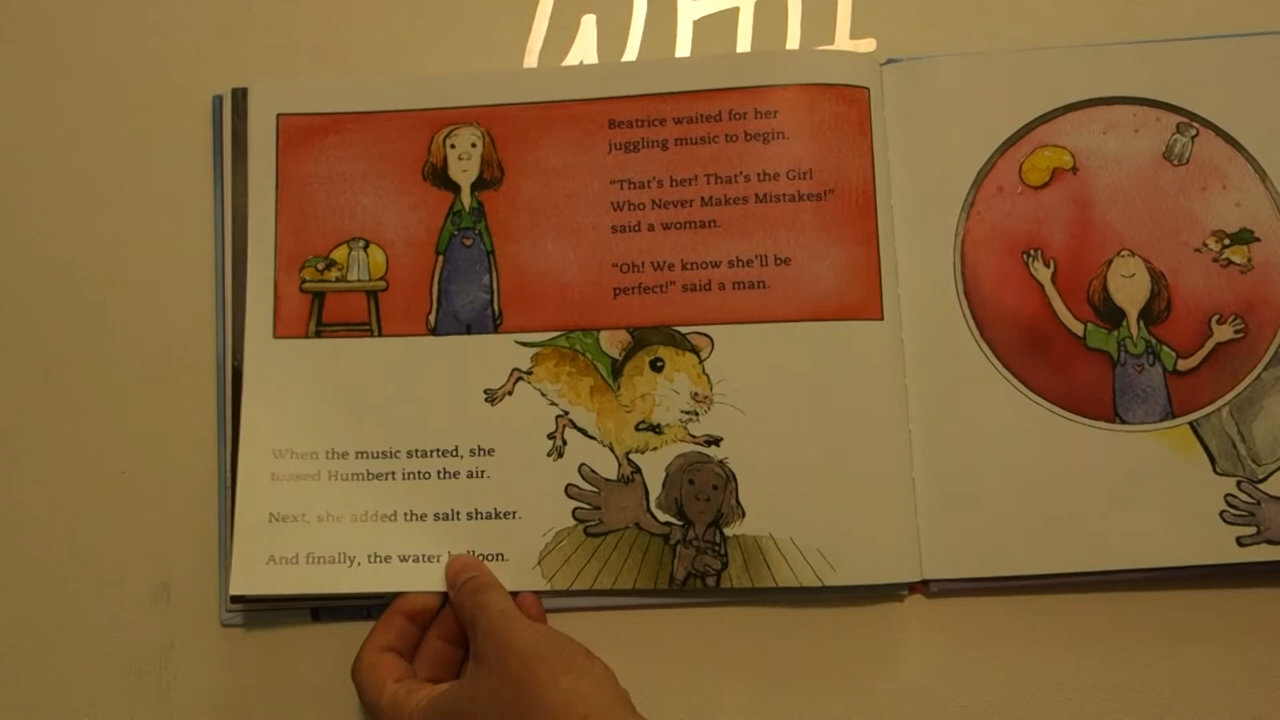 Beatrice waited for her
juggling music to begin.
"That's her! That's the Girl
Who Never Makes Mistakes!"
said a woman.
"Oh! We know she'll be
perfect!" said a man.
When the music started, she
tossed Humbert into the air.
Next, she added the salt shaker.
And finally, the water balloon.